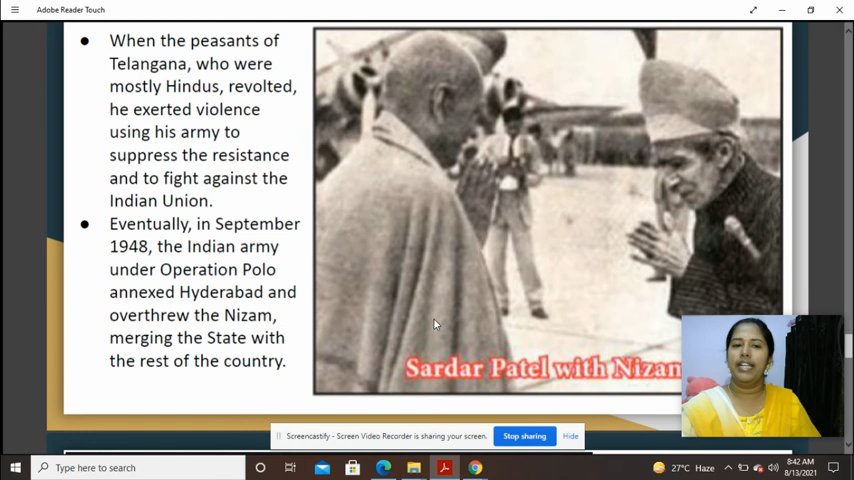 Adobe Reader Touch
● When the peasants of
Telangana, who were
mostly Hindus, revolted,
he exerted violence
using his army to
suppress the resistance
and to fight against the
Indian Union.
● Eventually, in September
1948, the Indian army
under Operation Polo
annexed Hyderabad and
overthrew the Nizam,
merging the State with
the rest of the country.
Sardar Patel with Nizam
Screencastify - Screen Video Recorder is sharing your screen.
Stop sharing
Hide
Type here to search
27°C Haze
8:42 AM
8/13/2021